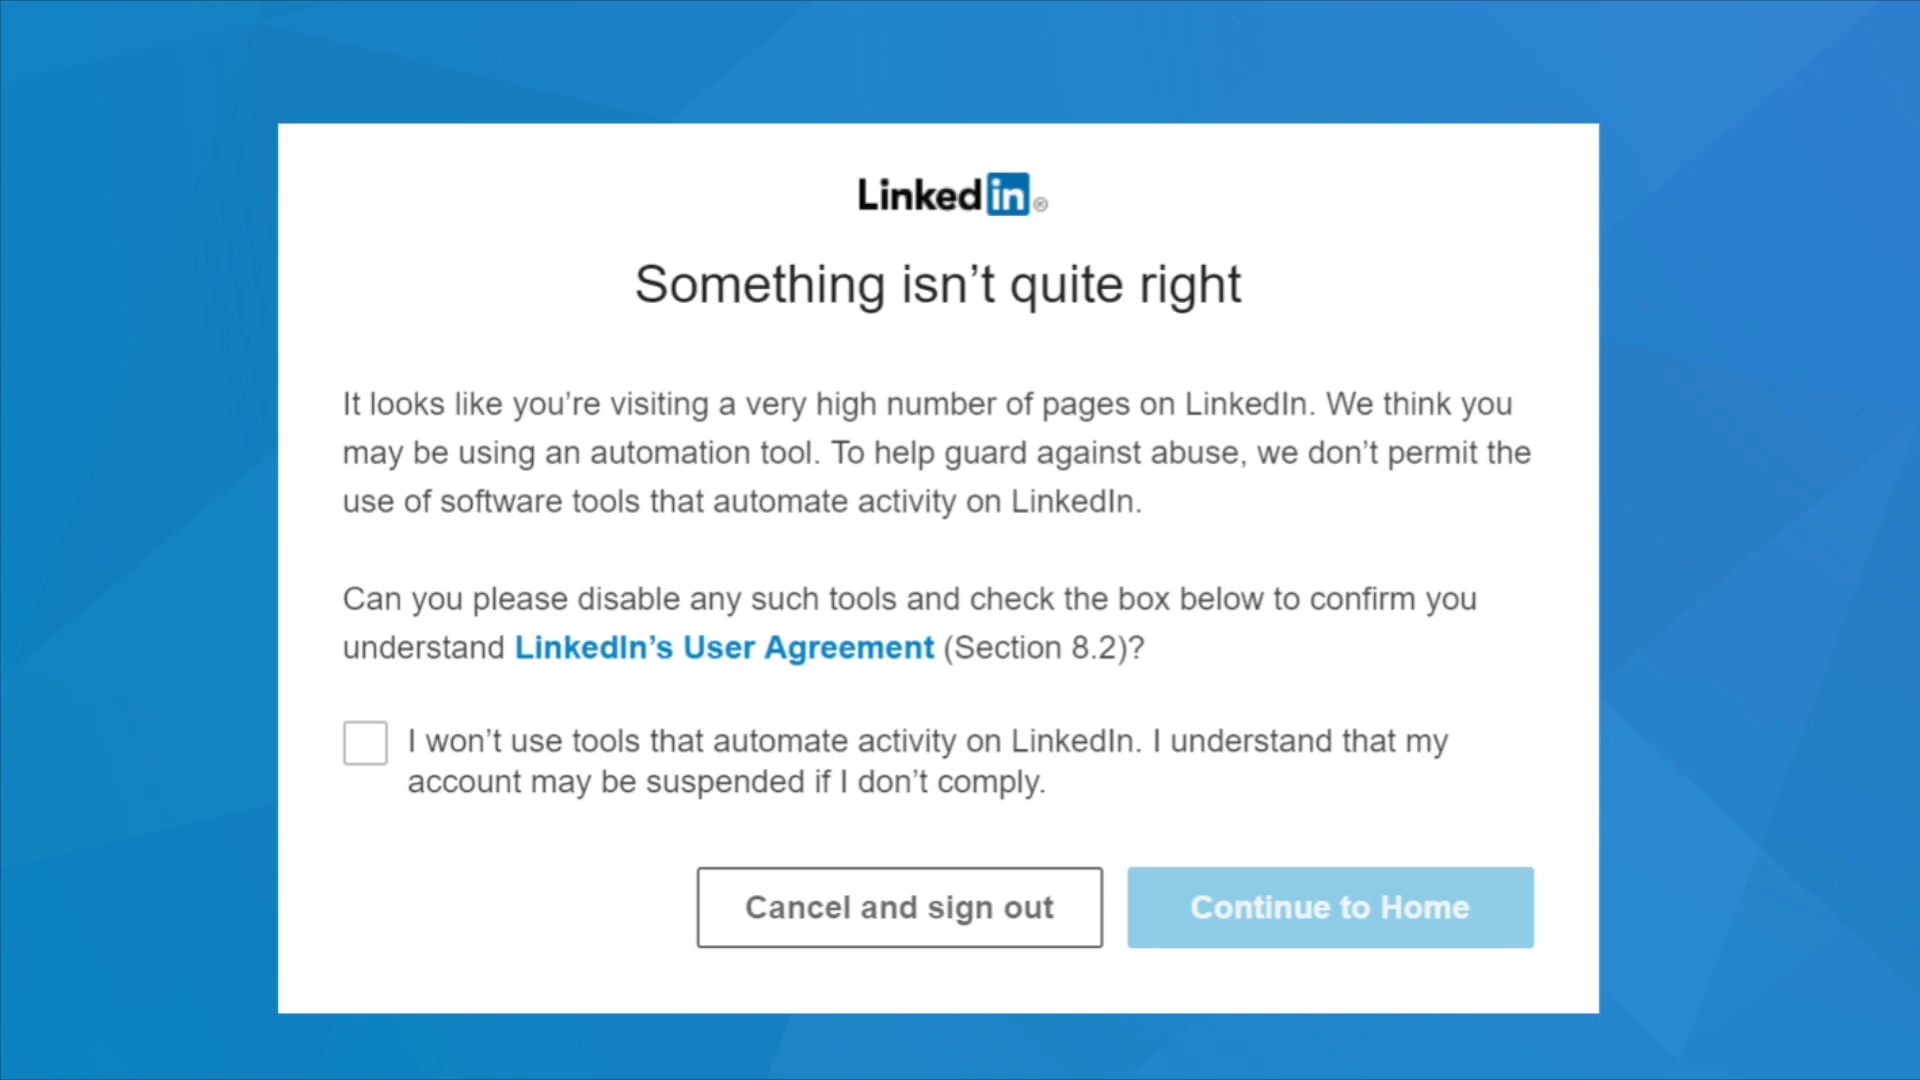 Linked in ®
Something isn’t quite right
It looks like you’re visiting a very high number of pages on LinkedIn. We think you
may be using an automation tool. To help guard against abuse, we don’t permit the
use of software tools that automate activity on LinkedIn.
Can you please disable any such tools and check the box below to confirm you
understand LinkedIn’s User Agreement (Section 8.2)?
I won’t use tools that automate activity on LinkedIn. I understand that my
account may be suspended if I don’t comply.
Cancel and sign out
Continue to Home